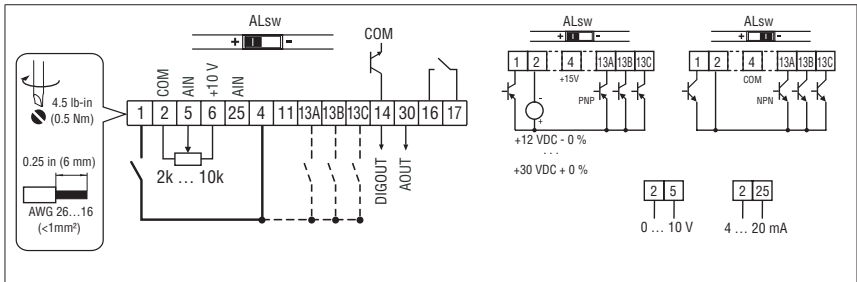 4.5 lb-in
(0.5 Nm)
0.25 in (6 mm)
AWG 26...16
(<1mm²)
ALsw
+ -
COM
COM
AIN
+10 V
AIN
1 2 5 6 25 4 11 13A 13B 13C 14 30 16 17
2k ... 10k
DIGOUT
AOUT
ALsw
+ -
1 2 4 13A 13B 13C
+15V
PNP
-
+
+12 VDC - 0 %
...
+30 VDC + 0 %
ALsw
+ -
1 2 4 13A 13B 13C
COM
NPN
2 5
0 ... 10 V
2 25
4 ... 20 mA